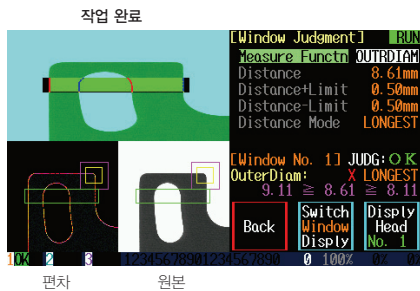 작업 완료
[Window Judgment] RUN
Measure Functn OUTRDIAM
Distance 8.61mm
Distance+Limit 0.50mm
Distance-Limit 0.50mm
Distance Mode LONGEST
[Window No. 1] JUDG:OK
OuterDiam: X LONGEST
9.11 ≧ 8.61 ≧ 8.11
Back
Switch
Window
Disply
Disply
Head
No. 1
1OK 2 3 12345678901234567890 0 100% 0% 0%
편차 원본